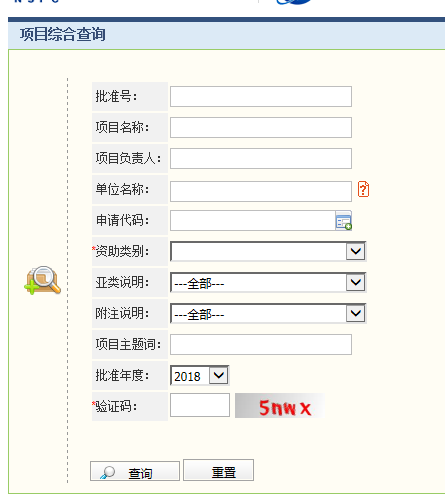 项目综合查询
批准号：
项目名称：
项目负责人：
单位名称： ?
申请代码：
*资助类别：
亚类说明： ---全部---
附注说明： ---全部---
项目主题词：
批准年度： 2018
*验证码： 5nwx
查询 重置